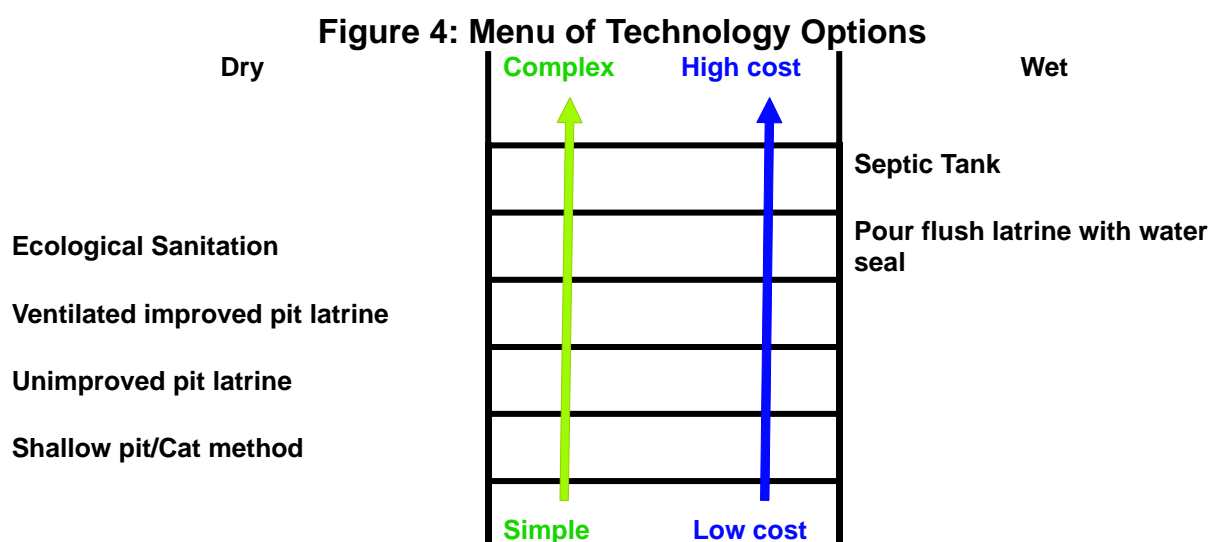 Figure 4: Menu of Technology Options
Dry
Complex
High cost
Wet
Septic Tank
Ecological Sanitation
Pour flush latrine with water
seal
Ventilated improved pit latrine
Unimproved pit latrine
Shallow pit/Cat method
Simple
Low cost